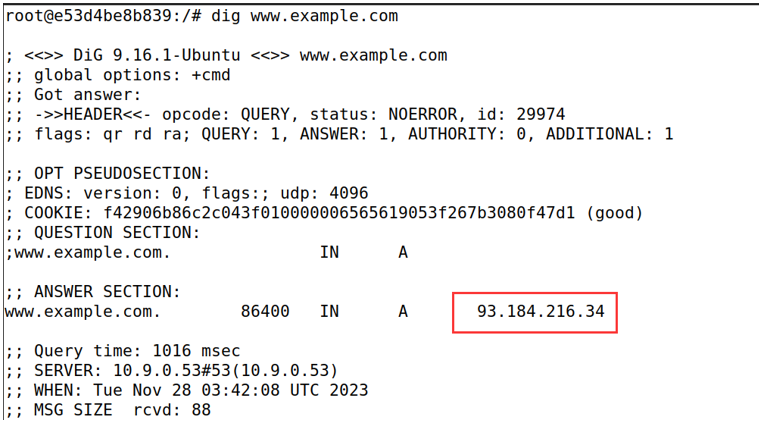 root@e53d4be8b839:/# dig www.example.com
; <<>> DiG 9.16.1-Ubuntu <<>> www.example.com
;; global options: +cmd
;; Got answer:
;; ->>HEADER<<- opcode: QUERY, status: NOERROR, id: 29974
;; flags: qr rd ra; QUERY: 1, ANSWER: 1, AUTHORITY: 0, ADDITIONAL: 1
;; OPT PSEUDOSECTION:
; EDNS: version: 0, flags:; udp: 4096
; COOKIE: f42906b86c2c043f010000006565619053f267b3080f47d1 (good)
;; QUESTION SECTION:
;www.example.com. IN A
;; ANSWER SECTION:
www.example.com. 86400 IN A 93.184.216.34
;; Query time: 1016 msec
;; SERVER: 10.9.0.53#53(10.9.0.53)
;; WHEN: Tue Nov 28 03:42:08 UTC 2023
;; MSG SIZE rcvd: 88